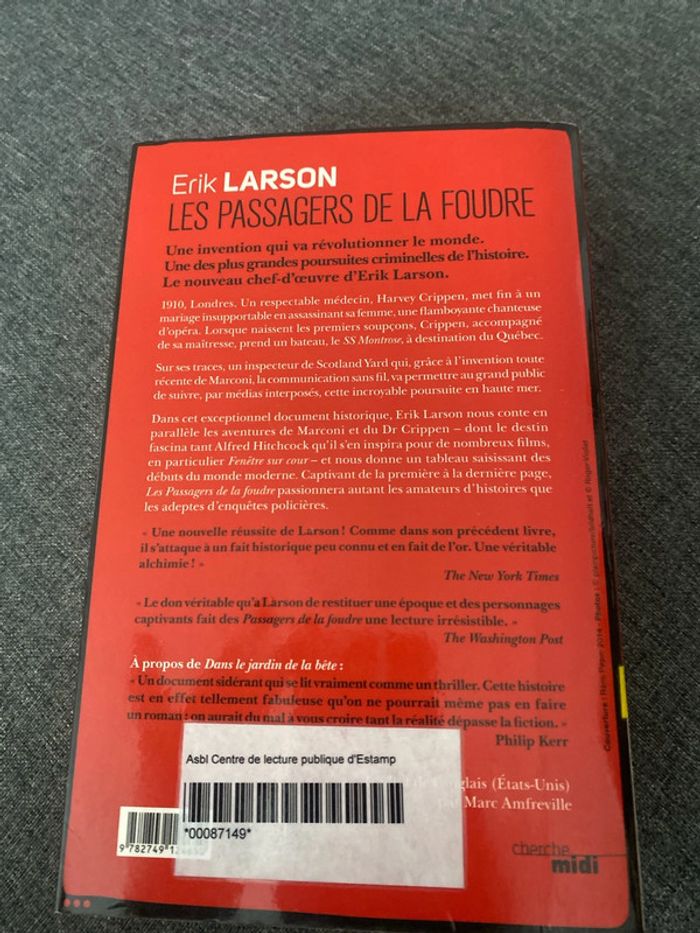 Erik LARSON
LES PASSAGERS DE LA FOUDRE
Une invention qui va révolutionner le monde.
Une des plus grandes poursuites criminelles de l'histoire.
Le nouveau chef-d'œuvre d'Erik Larson.
1910, Londres. Un respectable médecin, Harvey Crippen, met fin à un
mariage insupportable en assassinant sa femme, une flamboyante chanteuse
d'opéra. Lorsque naissent les premiers soupçons, Crippen, accompagné
de sa maîtresse, prend un bateau, le SS Montrose, à destination du Québec.
Sur ses traces, un inspecteur de Scotland Yard qui, grâce à l'invention toute
récente de Marconi, la communication sans fil, va permettre au grand public
de suivre, par médias interposés, cette incroyable poursuite en haute mer.
Dans cet exceptionnel document historique, Erik Larson nous conte en
parallèle les aventures de Marconi et du Dr Crippen – dont le destin
fascina tant Alfred Hitchcock qu'il s'en inspira pour de nombreux films,
en particulier Fenêtre sur cour – et nous donne un tableau saisissant des
débuts du monde moderne. Captivant de la première à la dernière page,
Les Passagers de la foudre passionnera autant les amateurs d'histoires que
les adeptes d'enquêtes policières.
« Une nouvelle réussite de Larson ! Comme dans son précédent livre,
il s'attaque à un fait historique peu connu et en fait de l'or. Une véritable
alchimie ! »
The New York Times
« Le don véritable qu'a Larson de restituer une époque et des personnages
captivants fait des Passagers de la foudre une lecture irrésistible. »
The Washington Post
À propos de Dans le jardin de la bête :
« Un document sidérant qui se lit vraiment comme un thriller. Cette histoire
est en effet tellement fabuleuse qu'on ne pourrait même pas en faire
un roman : on aurait du mal à vous croire tant la réalité dépasse la fiction. »
Philip Kerr
Asbl Centre de lecture publique d'Estamp
*00087149*
(États-Unis)
Marc Amfreville
9 782749 1
cherche
midi
Couverture : Rémi Pépin 2014 - Photos : ©
et © Roger Viollet